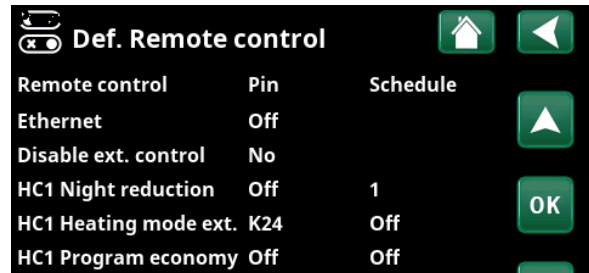 Def. Remote control
Remote control Pin Schedule
Ethernet Off
Disable ext. control No
HC1 Night reduction Off 1
OK
HC1 Heating mode ext. K24 Off
HC1 Program economy Off Off